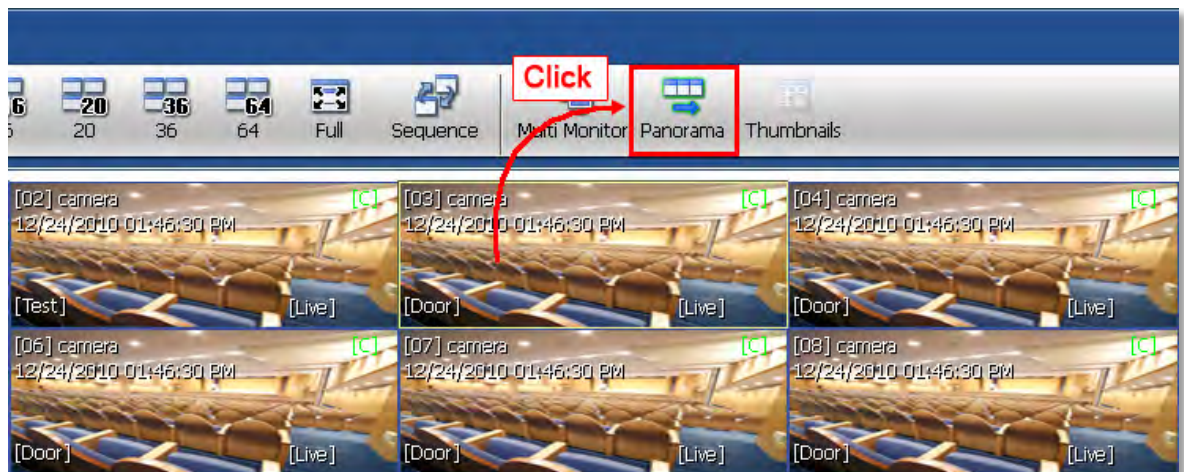 Click
6 20 36 64
6 20 36 64 Full Sequence Multi Monitor Panorama Thumbnails
[02] camera [C] [03] camera [C] [04] camera [C]
12/24/2010 01:46:30 PM 12/24/2010 01:46:30 PM 12/24/2010 01:46:30 PM
[Test] [Live] [Door] [Live] [Door] [Live]
[06] camera [C] [07] camera [C] [08] camera [C]
12/24/2010 01:46:30 PM 12/24/2010 01:46:30 PM 12/24/2010 01:46:30 PM
[Door] [Live] [Door] [Live] [Door] [Live]